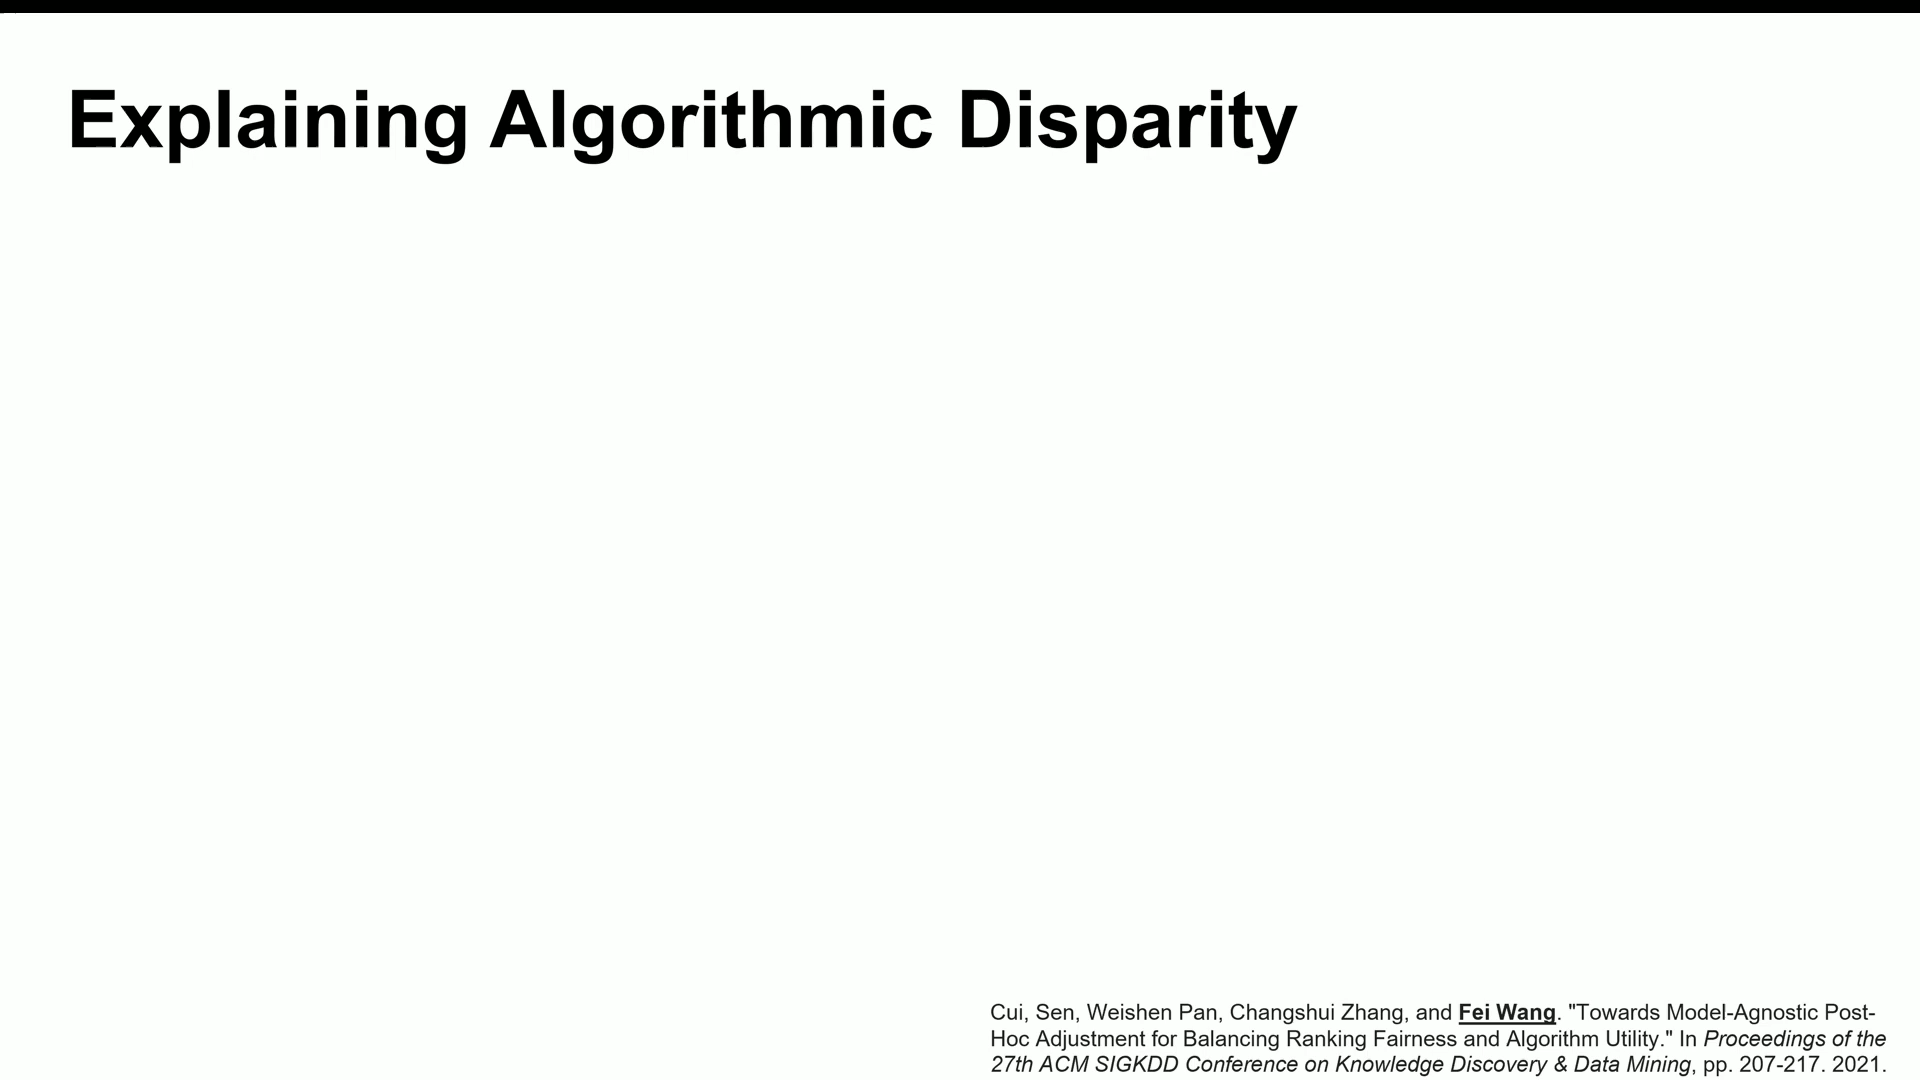 Explaining Algorithmic Disparity
Cui, Sen, Weishen Pan, Changshui Zhang, and Fei Wang. "Towards Model-Agnostic Post-
Hoc Adjustment for Balancing Ranking Fairness and Algorithm Utility." In Proceedings of the
27th ACM SIGKDD Conference on Knowledge Discovery & Data Mining, pp. 207-217. 2021.